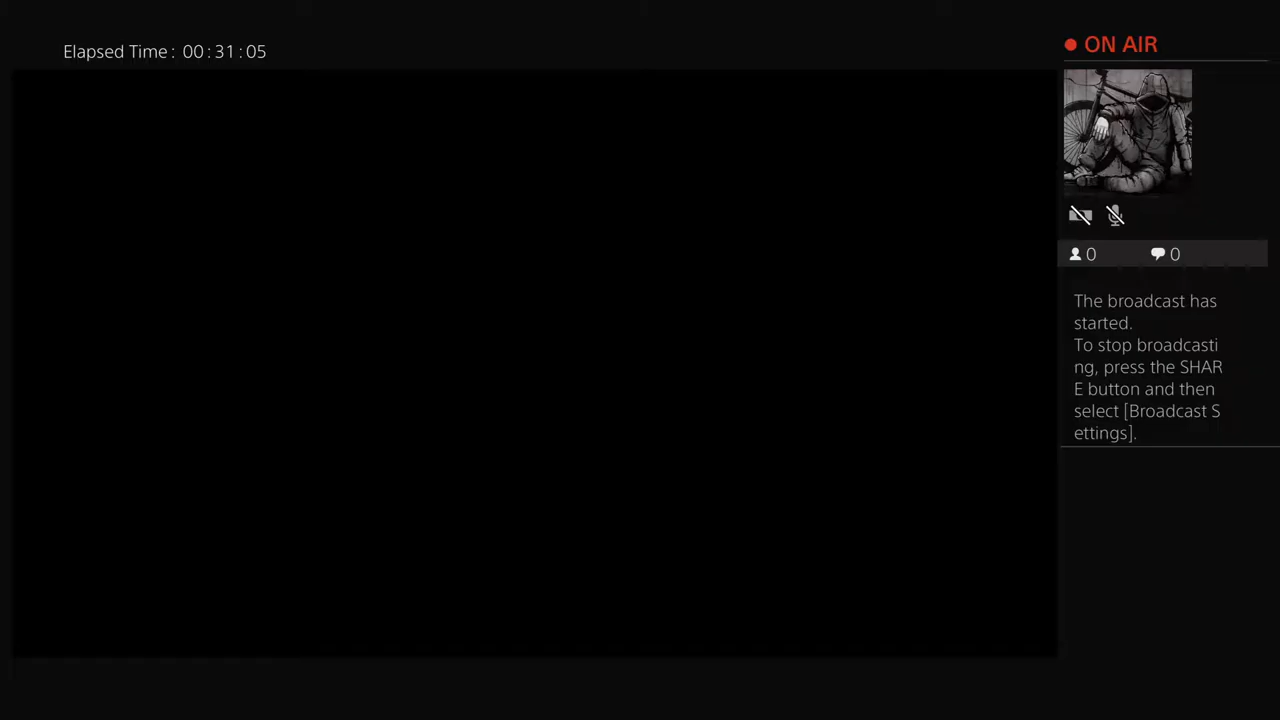 Elapsed Time: 00:31:05
ON AIR
0 0
The broadcast has
started.
To stop broadcasti
ng, press the SHAR
E button and then
select [Broadcast S
ettings].